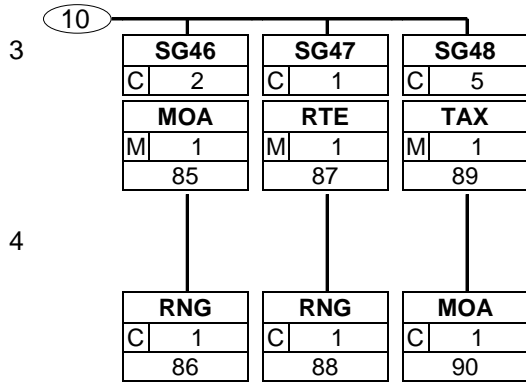 10
3 SG46 SG47 SG48
C 2 C 1 C 5
MOA RTE TAX
M 1 M 1 M 1
85 87 89
4
RNG RNG MOA
C 1 C 1 C 1
86 88 90